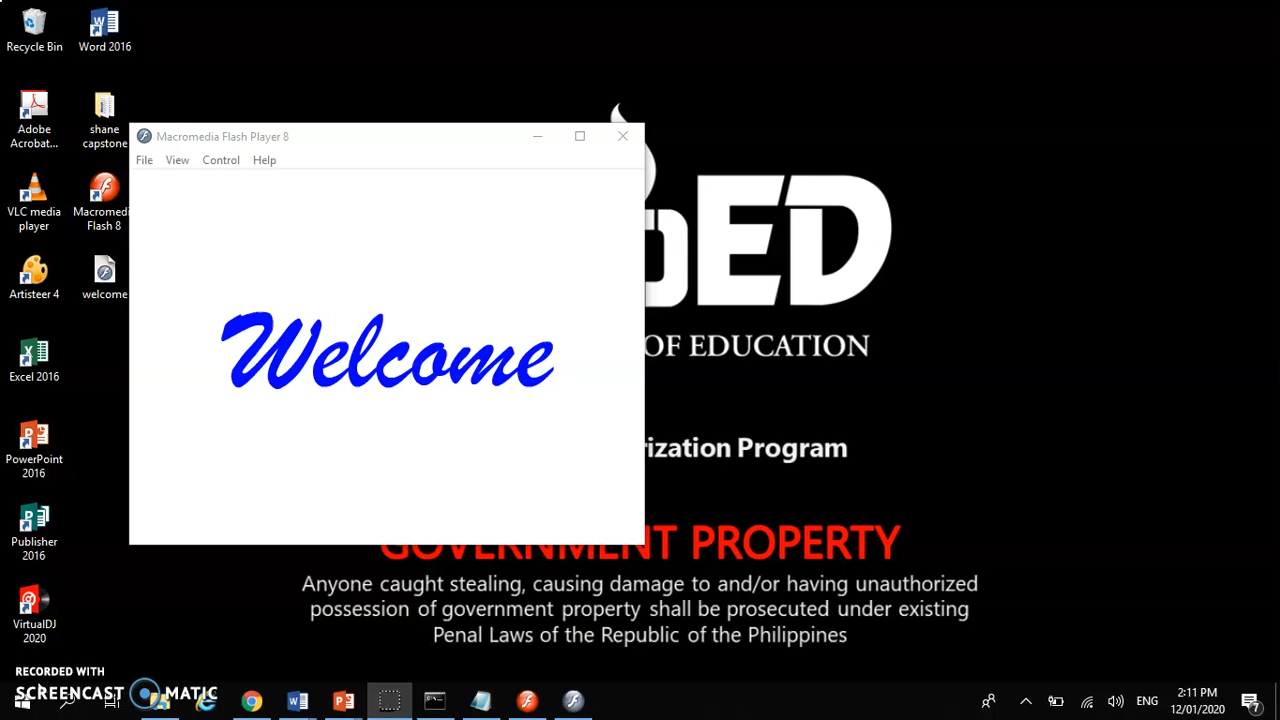 Recycle Bin
Word 2016
Adobe
Acrobat...
shane
capstone
VLC media
player
Macromedi
Flash 8
Artisteer 4
welcome
Excel 2016
PowerPoint
2016
Publisher
2016
VirtualDJ
2020
Macromedia Flash Player 8
File View Control Help
Welcome
ED
OF EDUCATION
rization Program
GOVERNMENT PROPERTY
Anyone caught stealing, causing damage to and/or having unauthorized
possession of government property shall be prosecuted under existing
Penal Laws of the Republic of the Philippines
RECORDED WITH
SCREENCAST MATIC
ENG
2:11 PM
12/01/2020
7